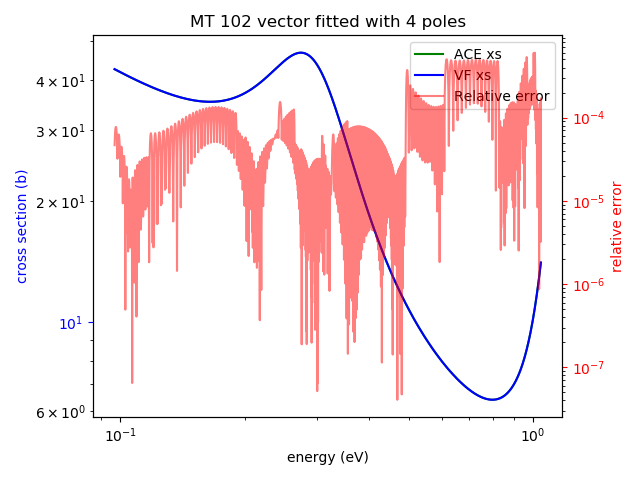 MT 102 vector fitted with 4 poles
ACE xs
VF xs
Relative error
cross section (b)
4 × 10¹
3 × 10¹
2 × 10¹
10¹
6 × 10⁰
10⁻⁴
10⁻⁵
10⁻⁶
10⁻⁷
relative error
10⁻¹
10⁰
energy (eV)